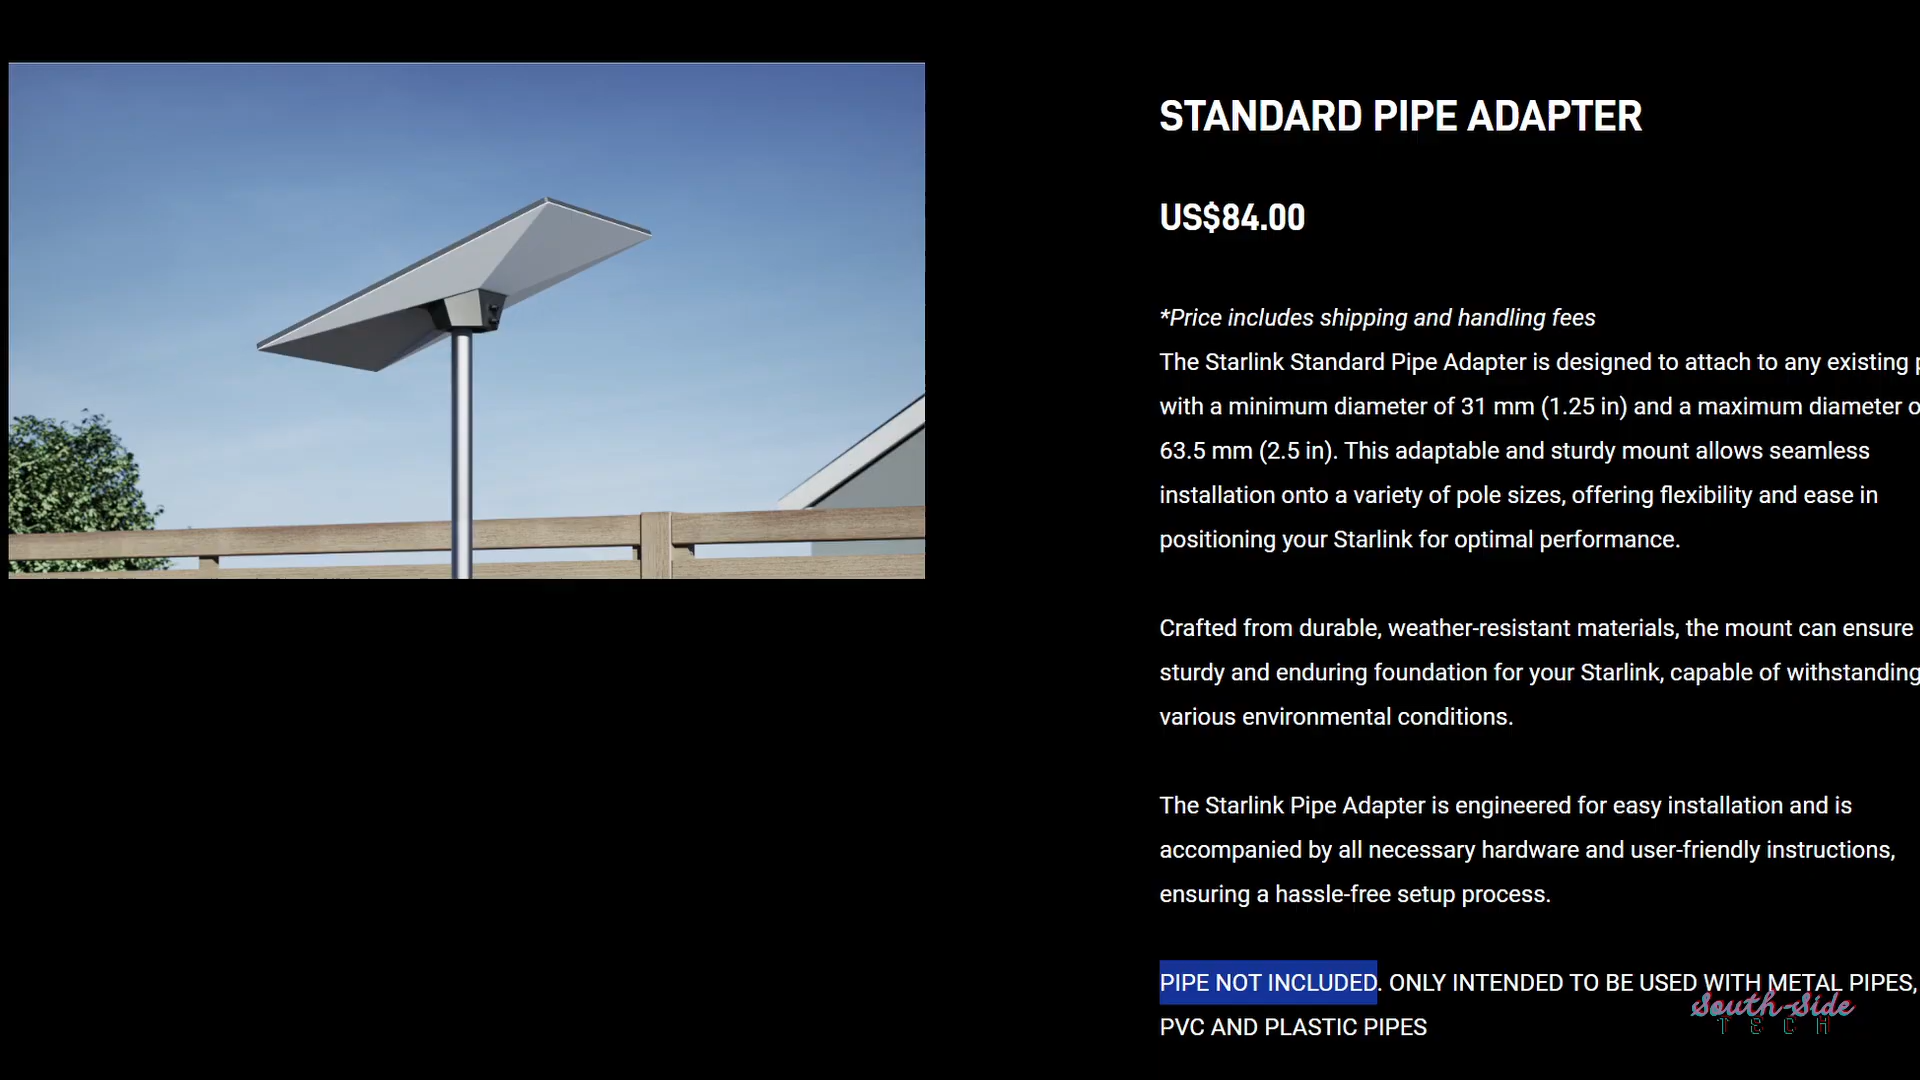 STANDARD PIPE ADAPTER
US$84.00
*Price includes shipping and handling fees
The Starlink Standard Pipe Adapter is designed to attach to any existing
with a minimum diameter of 31 mm (1.25 in) and a maximum diameter
63.5 mm (2.5 in). This adaptable and sturdy mount allows seamless
installation onto a variety of pole sizes, offering flexibility and ease in
positioning your Starlink for optimal performance.
Crafted from durable, weather-resistant materials, the mount can ensure
sturdy and enduring foundation for your Starlink, capable of withstanding
various environmental conditions.
The Starlink Pipe Adapter is engineered for easy installation and is
accompanied by all necessary hardware and user-friendly instructions,
ensuring a hassle-free setup process.
PIPE NOT INCLUDED. ONLY INTENDED TO BE USED WITH METAL PIPES,
PVC AND PLASTIC PIPES
South-Side
TECH